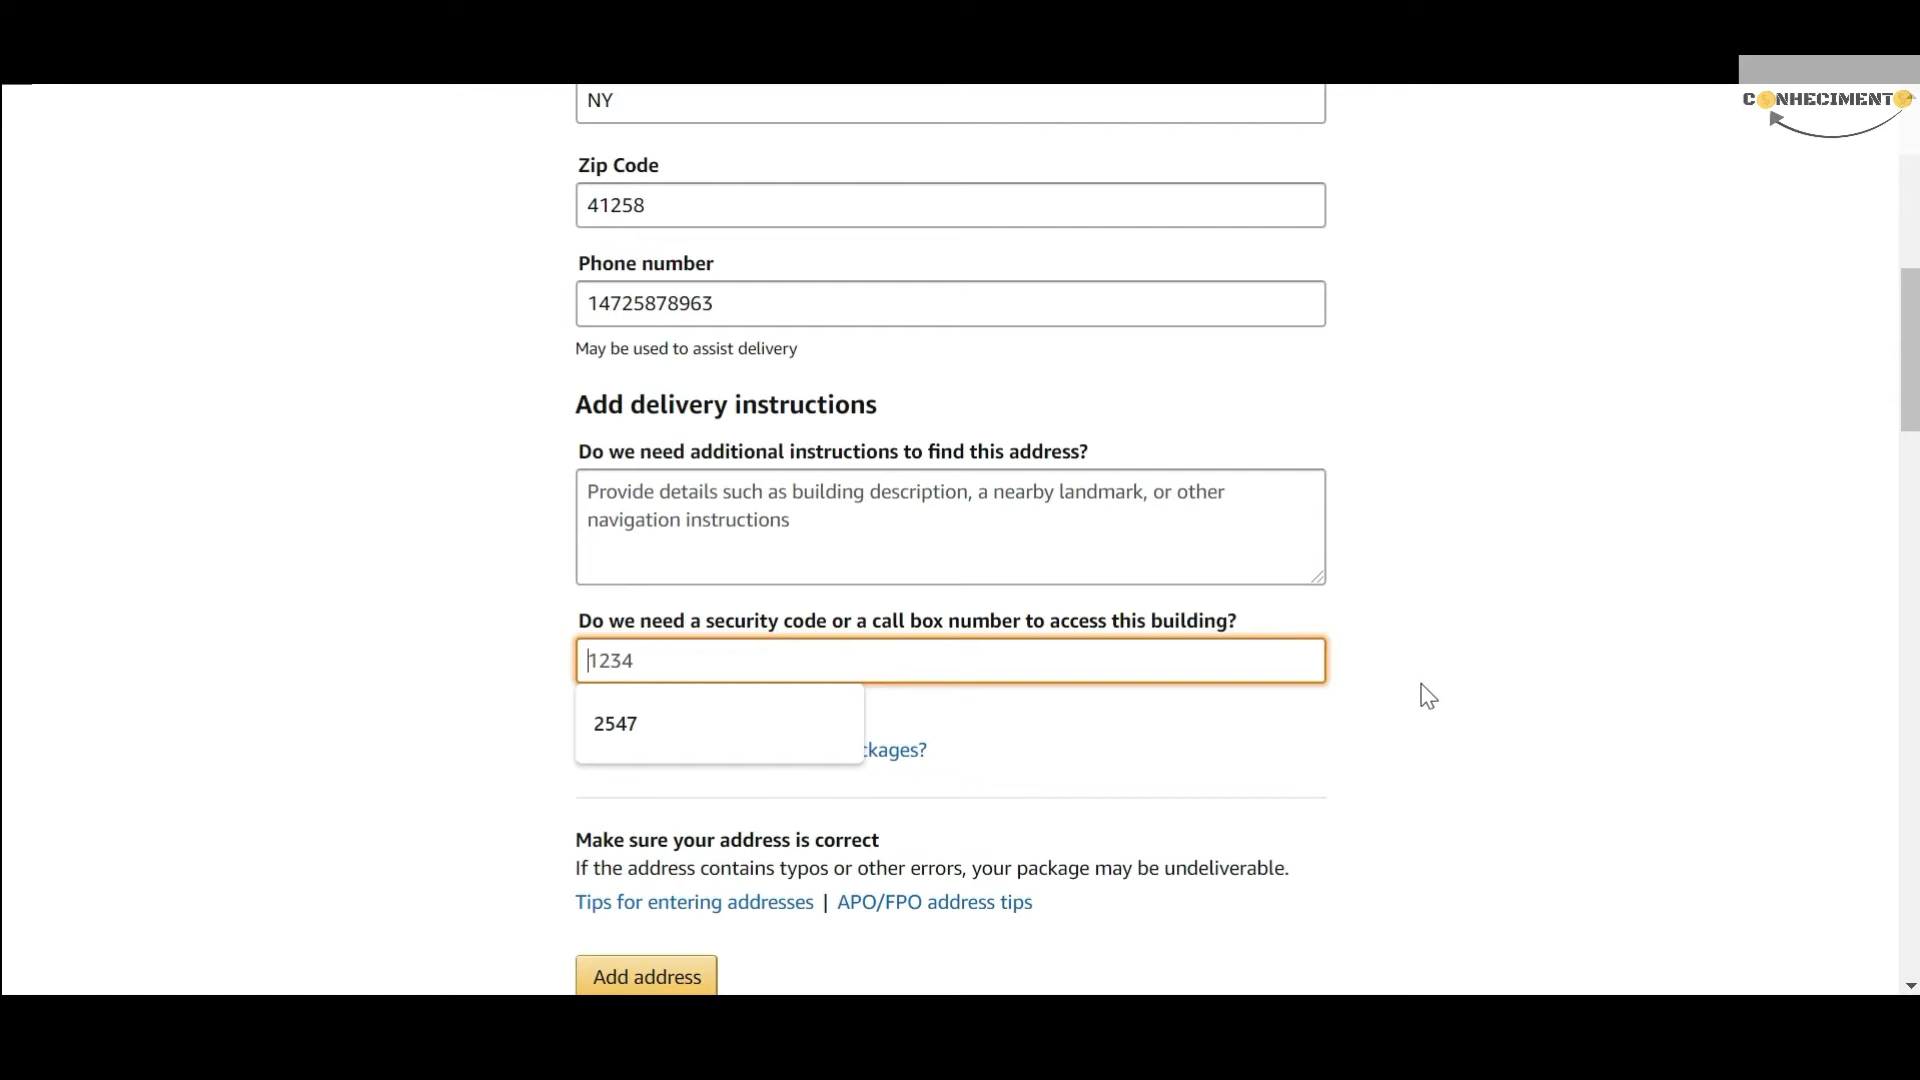 CONHECIMENTO
NY
Zip Code
41258
Phone number
14725878963
May be used to assist delivery
Add delivery instructions
Do we need additional instructions to find this address?
Provide details such as building description, a nearby landmark, or other
navigation instructions
Do we need a security code or a call box number to access this building?
1234
2547
ckages?
Make sure your address is correct
If the address contains typos or other errors, your package may be undeliverable.
Tips for entering addresses | APO/FPO address tips
Add address